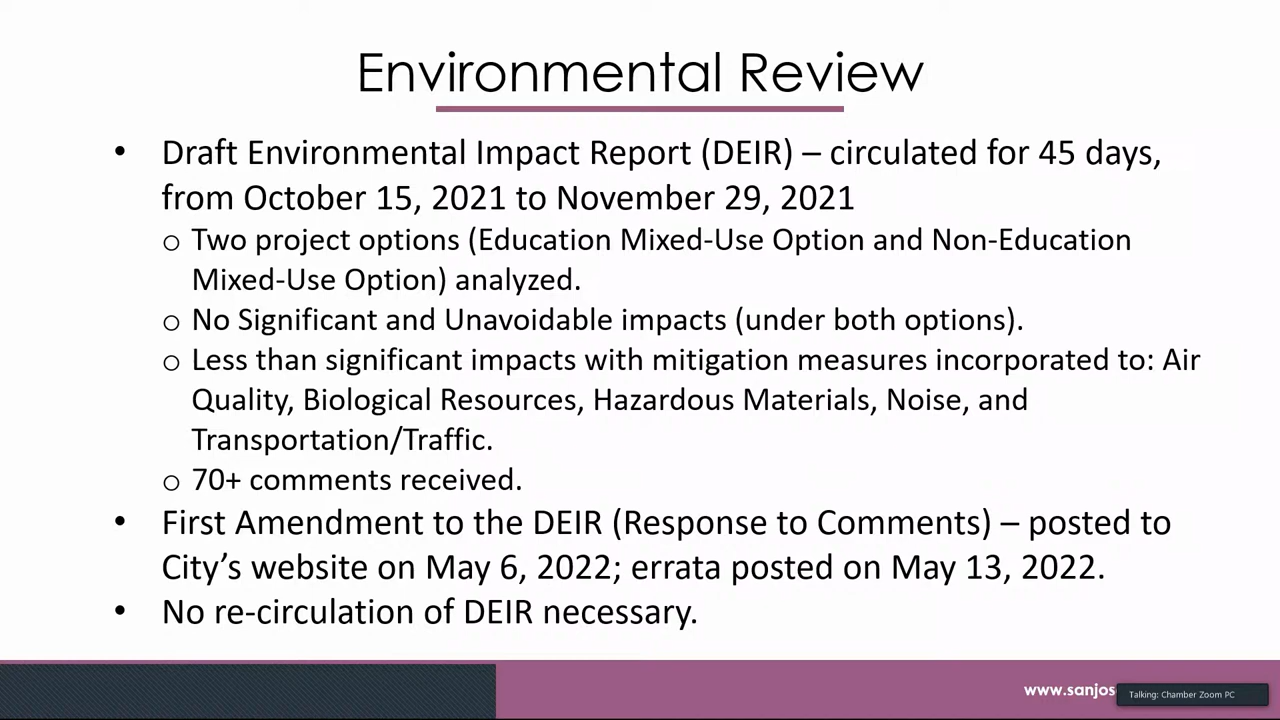 Environmental Review
• Draft Environmental Impact Report (DEIR) – circulated for 45 days,
from October 15, 2021 to November 29, 2021
o Two project options (Education Mixed-Use Option and Non-Education
Mixed-Use Option) analyzed.
o No Significant and Unavoidable impacts (under both options).
o Less than significant impacts with mitigation measures incorporated to: Air
Quality, Biological Resources, Hazardous Materials, Noise, and
Transportation/Traffic.
o 70+ comments received.
• First Amendment to the DEIR (Response to Comments) – posted to
City’s website on May 6, 2022; errata posted on May 13, 2022.
• No re-circulation of DEIR necessary.
www.sanjos
Talking: Chamber Zoom PC